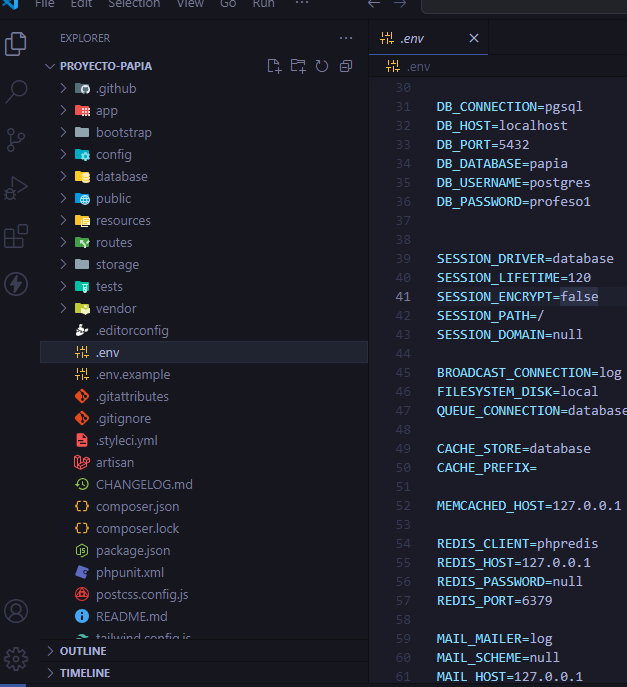 File Edit Selection View Go Run ···
EXPLORER ···
PROYECTO-PAPIA
.github
app
bootstrap
config
database
public
resources
routes
storage
tests
vendor
.editorconfig
.env
.env.example
.gitattributes
.gitignore
.styleci.yml
artisan
CHANGELOG.md
composer.json
composer.lock
package.json
phpunit.xml
postcss.config.js
README.md
tailwind.config.js
OUTLINE
TIMELINE
.env
.env
30
31 DB_CONNECTION=pgsql
32 DB_HOST=localhost
33 DB_PORT=5432
34 DB_DATABASE=papia
35 DB_USERNAME=postgres
36 DB_PASSWORD=profeso1
37
38
39 SESSION_DRIVER=database
40 SESSION_LIFETIME=120
41 SESSION_ENCRYPT=false
42 SESSION_PATH=/
43 SESSION_DOMAIN=null
44
45 BROADCAST_CONNECTION=log
46 FILESYSTEM_DISK=local
47 QUEUE_CONNECTION=database
48
49 CACHE_STORE=database
50 CACHE_PREFIX=
51
52 MEMCACHED_HOST=127.0.0.1
53
54 REDIS_CLIENT=phpredis
55 REDIS_HOST=127.0.0.1
56 REDIS_PASSWORD=null
57 REDIS_PORT=6379
58
59 MAIL_MAILER=log
60 MAIL_SCHEME=null
61 MAIL_HOST=127.0.0.1